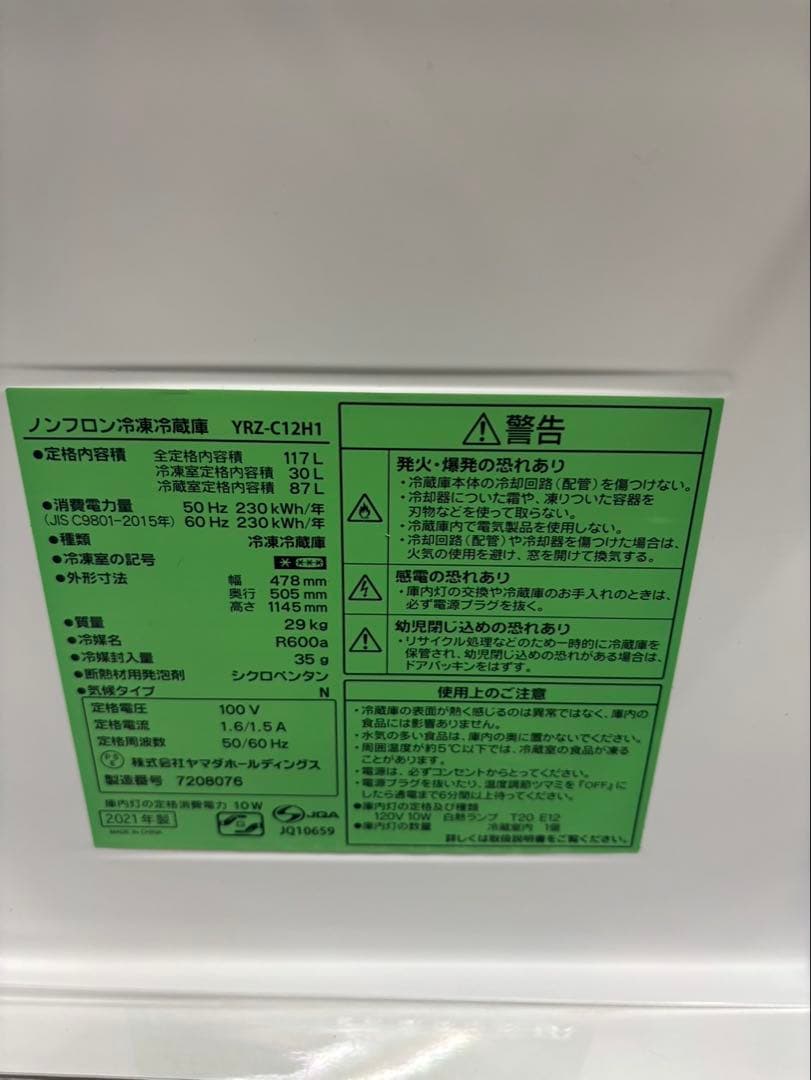 ノンフロン冷凍冷蔵庫 YRZ-C12H1
●定格内容積 全定格内容積 117L
冷凍室定格内容積 30L
冷蔵室定格内容積 87L
●消費電力量 50Hz 230kWh/年
(JIS C9801-2015年) 60Hz 230kWh/年
●種類 冷凍冷蔵庫
●冷凍室の記号
●外形寸法 幅 478mm
奥行 505mm
高さ 1145mm
●質量 29kg
●冷媒名 R600a
●冷媒封入量 35g
●断熱材用発泡剤 シクロペンタン
●気候タイプ N
定格電圧 100V
定格電流 1.6/1.5A
定格周波数 50/60Hz
PSE 株式会社ヤマダホールディングス
製造番号 7208076
庫内灯の定格消費電力 10W
2021年製
MADE IN CHINA
G
JQA
JQ10659
警告
発火・爆発の恐れあり
・冷蔵庫本体の冷却回路(配管)を傷つけない。
・冷却器についた霜や、凍りついた容器を
刃物などを使って取らない。
・冷蔵庫内で電気製品を使用しない。
・冷却回路(配管)や冷却器を傷つけた場合は、
火気の使用を避け、窓を開けて換気する。
感電の恐れあり
・庫内灯の交換や冷蔵庫のお手入れのときは、
必ず電源プラグを抜く。
幼児閉じ込めの恐れあり
・リサイクル処理などのため一時的に冷蔵庫を
保管され、幼児閉じ込めの恐れがある場合は、
ドアパッキンをはずす。
使用上のご注意
・冷蔵庫の表面が熱く感じるのは異常ではなく、庫内の
食品には影響ありません。
・水気の多い食品は、庫内の奥に置かないでください。
・周囲温度が約5℃以下では、冷蔵室の食品が凍る
ことがあります。
・電源は、必ずコンセントからとってください。
・電源プラグを抜いたり、温度調節ツマミを「OFF」に
したら通電まで6分間以上待ってください。
●庫内灯の定格及び種類
120V 10W 白熱ランプ T20 E12
●庫内灯の数量 冷蔵室内 1個
詳しくは取扱説明書をご覧ください。